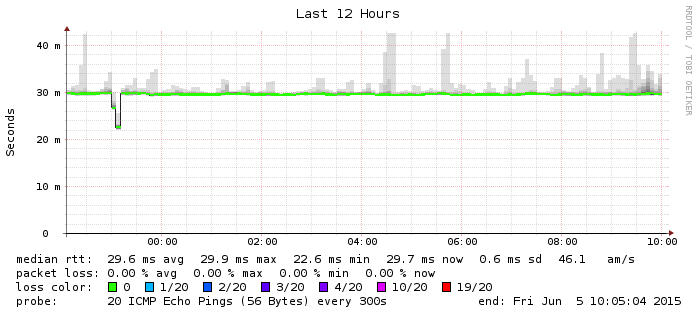 Last 12 Hours
RRDTOOL / TOBI OETIKER
Seconds
40 m
30 m
20 m
10 m
0
00:00 02:00 04:00 06:00 08:00 10:00
median rtt: 29.6 ms avg 29.9 ms max 22.6 ms min 29.7 ms now 0.6 ms sd 46.1 am/s
packet loss: 0.00 % avg 0.00 % max 0.00 % min 0.00 % now
loss color: 0 1/20 2/20 3/20 4/20 10/20 19/20
probe: 20 ICMP Echo Pings (56 Bytes) every 300s end: Fri Jun 5 10:05:04 2015